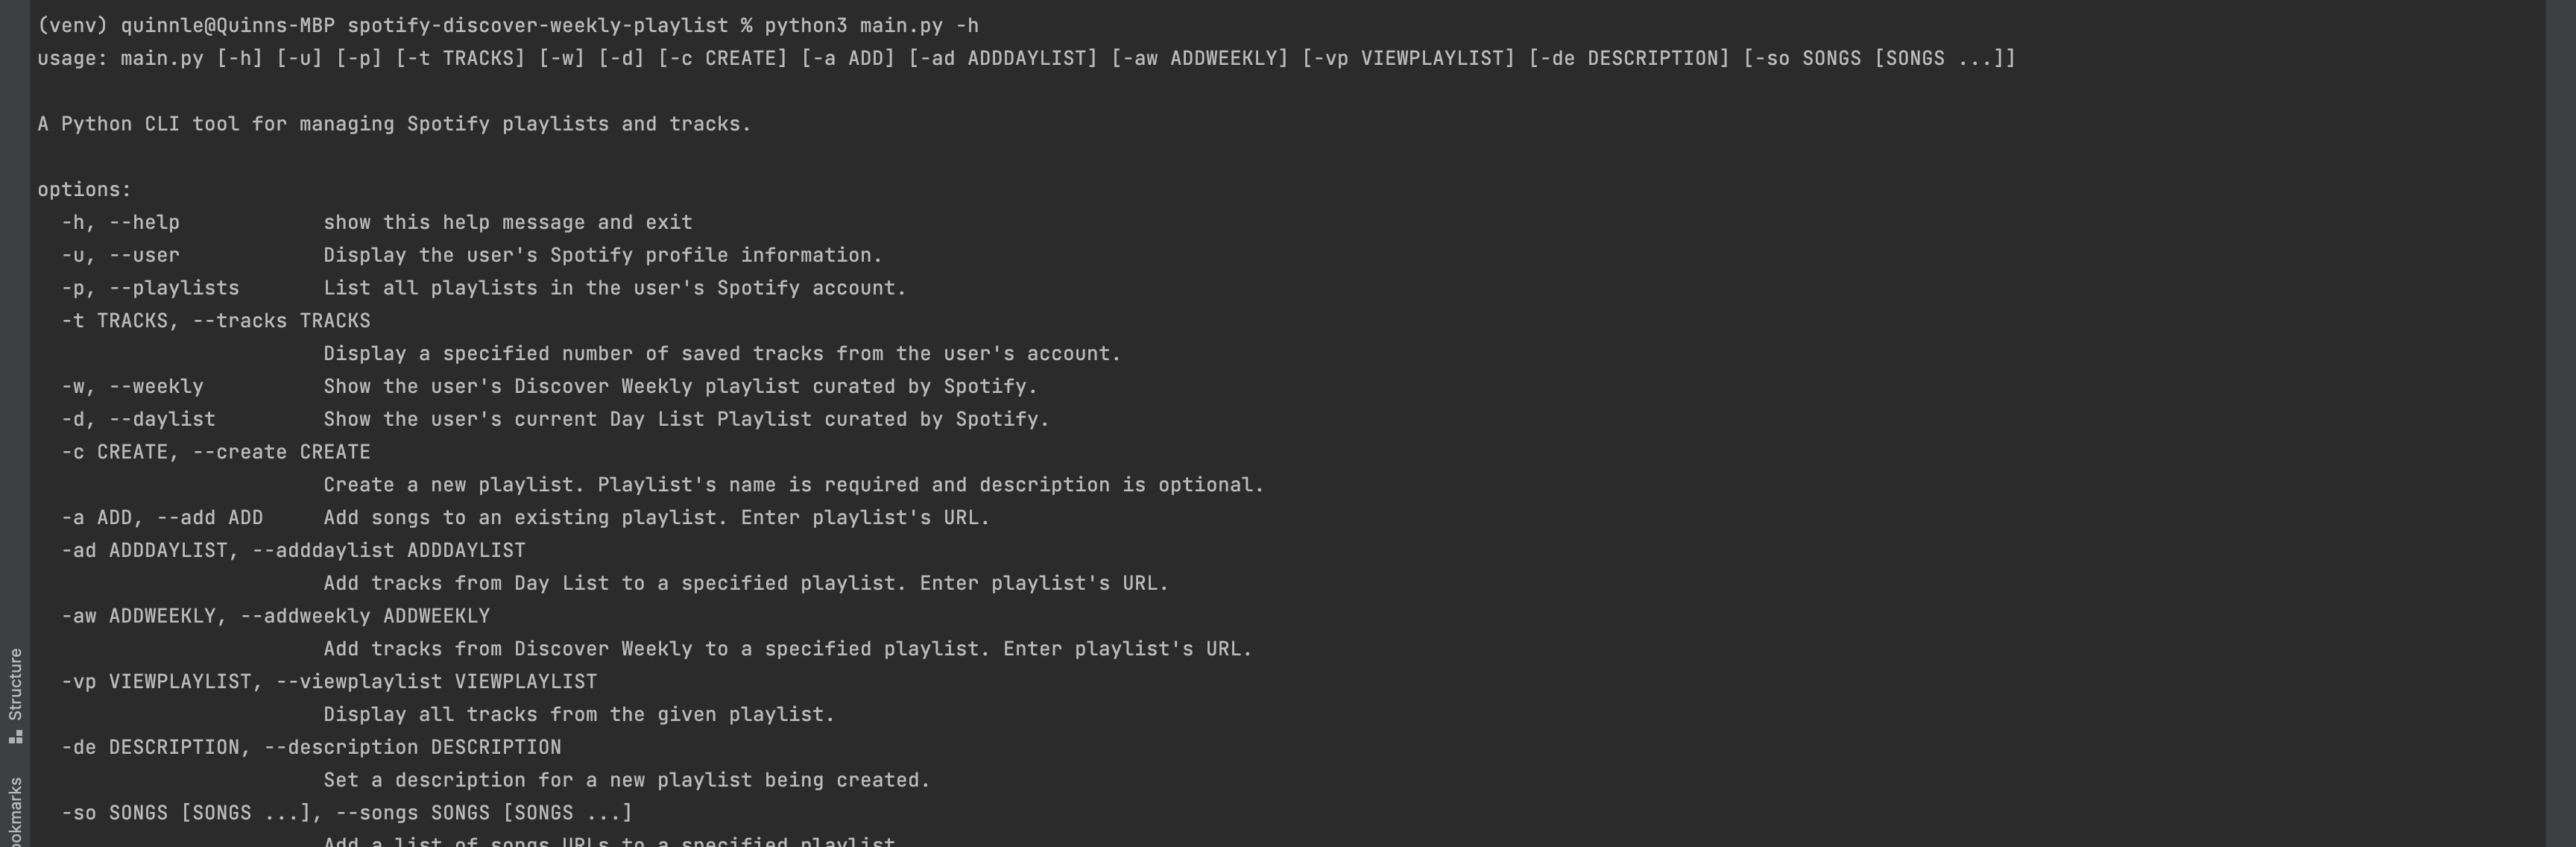 (venv) quinnle@Quinns-MBP spotify-discover-weekly-playlist % python3 main.py -h
usage: main.py [-h] [-u] [-p] [-t TRACKS] [-w] [-d] [-c CREATE] [-a ADD] [-ad ADDDAYLIST] [-aw ADDWEEKLY] [-vp VIEWPLAYLIST] [-de DESCRIPTION] [-so SONGS [SONGS ...]]
A Python CLI tool for managing Spotify playlists and tracks.
options:
-h, --help show this help message and exit
-u, --user Display the user's Spotify profile information.
-p, --playlists List all playlists in the user's Spotify account.
-t TRACKS, --tracks TRACKS
Display a specified number of saved tracks from the user's account.
-w, --weekly Show the user's Discover Weekly playlist curated by Spotify.
-d, --daylist Show the user's current Day List Playlist curated by Spotify.
-c CREATE, --create CREATE
Create a new playlist. Playlist's name is required and description is optional.
-a ADD, --add ADD Add songs to an existing playlist. Enter playlist's URL.
-ad ADDDAYLIST, --adddaylist ADDDAYLIST
Add tracks from Day List to a specified playlist. Enter playlist's URL.
-aw ADDWEEKLY, --addweekly ADDWEEKLY
Add tracks from Discover Weekly to a specified playlist. Enter playlist's URL.
-vp VIEWPLAYLIST, --viewplaylist VIEWPLAYLIST
Display all tracks from the given playlist.
-de DESCRIPTION, --description DESCRIPTION
Set a description for a new playlist being created.
-so SONGS [SONGS ...], --songs SONGS [SONGS ...]
Add a list of songs URLs to a specified playlist
Structure
ookmarks